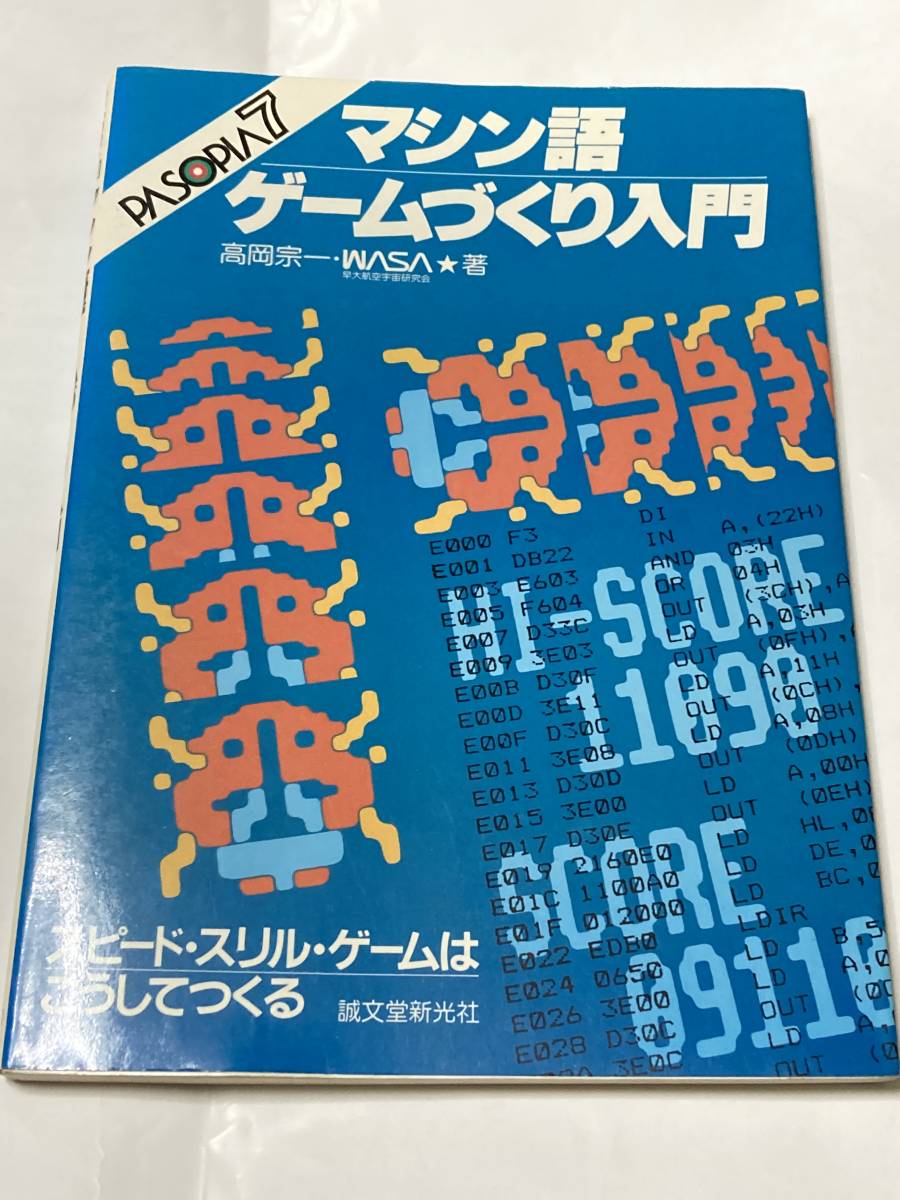 PASOPIA7
マシン語
ゲームづくり入門
高岡宗一・WASA★著
早大航空宇宙研究会
E000 F3 DI
E001 DB22 IN A,(22H)
E003 E603 AND 03H
E005 F604 OR 04H
E007 D33C OUT (3CH),A
E009 3E03 LD A,03H
E00B D30F OUT (0FH),
E00D 3E11 LD A,11H
E00F D30C OUT (0CH),
E011 3E08 LD A,08H
E013 D30D OUT (0DH)
E015 3E00 LD A,00H
E017 D30E OUT (0EH)
E019 2160E0 LD HL,0
E01C 1100A0 LD DE,0
E01F 012000 LD BC,0
E022 EDB0 LDIR
E024 0650 LD B,5
E026 3E00 LD A,0
E028 D30C OUT (0
3E0C LD A,
OUT (0
HI-SCORE
11090
SCORE
0911
スピード・スリル・ゲームは
こうしてつくる
誠文堂新光社